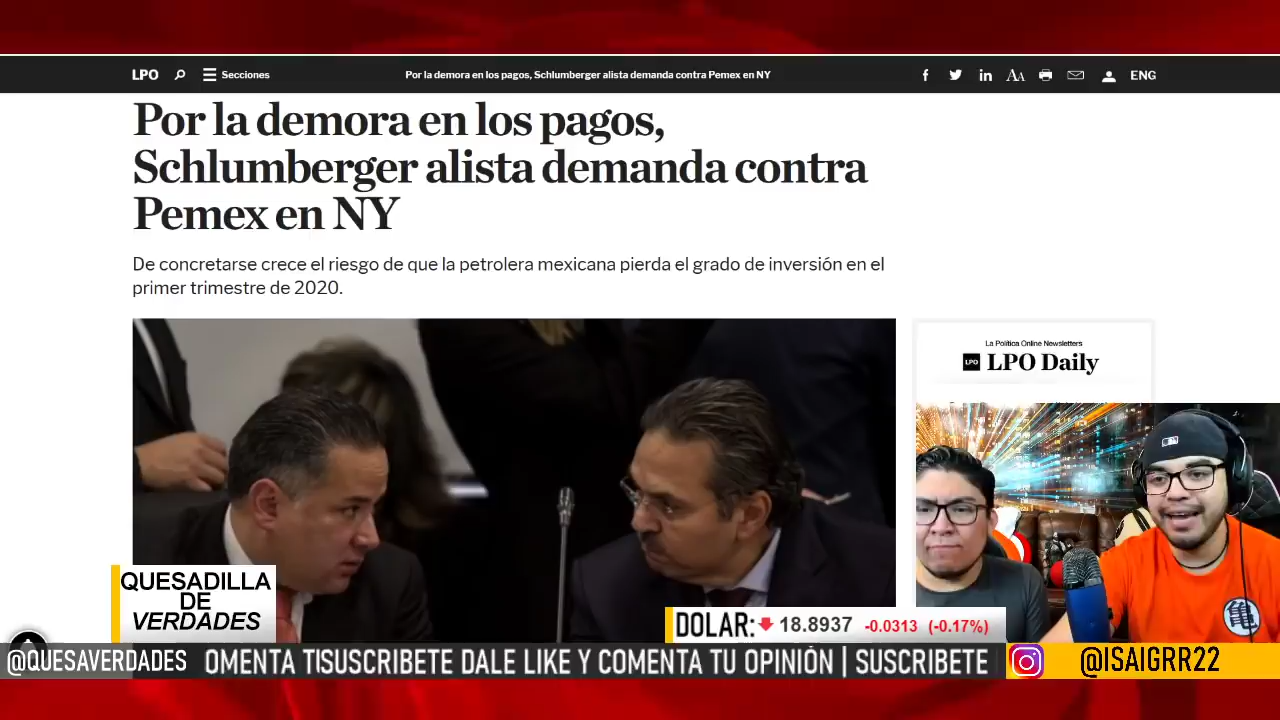 LPO
Secciones
Por la demora en los pagos, Schlumberger alista demanda contra Pemex en NY
ENG
Por la demora en los pagos,
Schlumberger alista demanda contra
Pemex en NY
De concretarse crece el riesgo de que la petrolera mexicana pierda el grado de inversión en el
primer trimestre de 2020.
La Política Online Newsletters
LPO LPO Daily
QUESADILLA
DE
VERDADES
DOLAR: 18.8937 -0.0313 (-0.17%)
@QUESAVERDADES
OMENTA T|SUSCRIBETE DALE LIKE Y COMENTA TU OPINIÓN | SUSCRIBETE
@ISAIGRR22